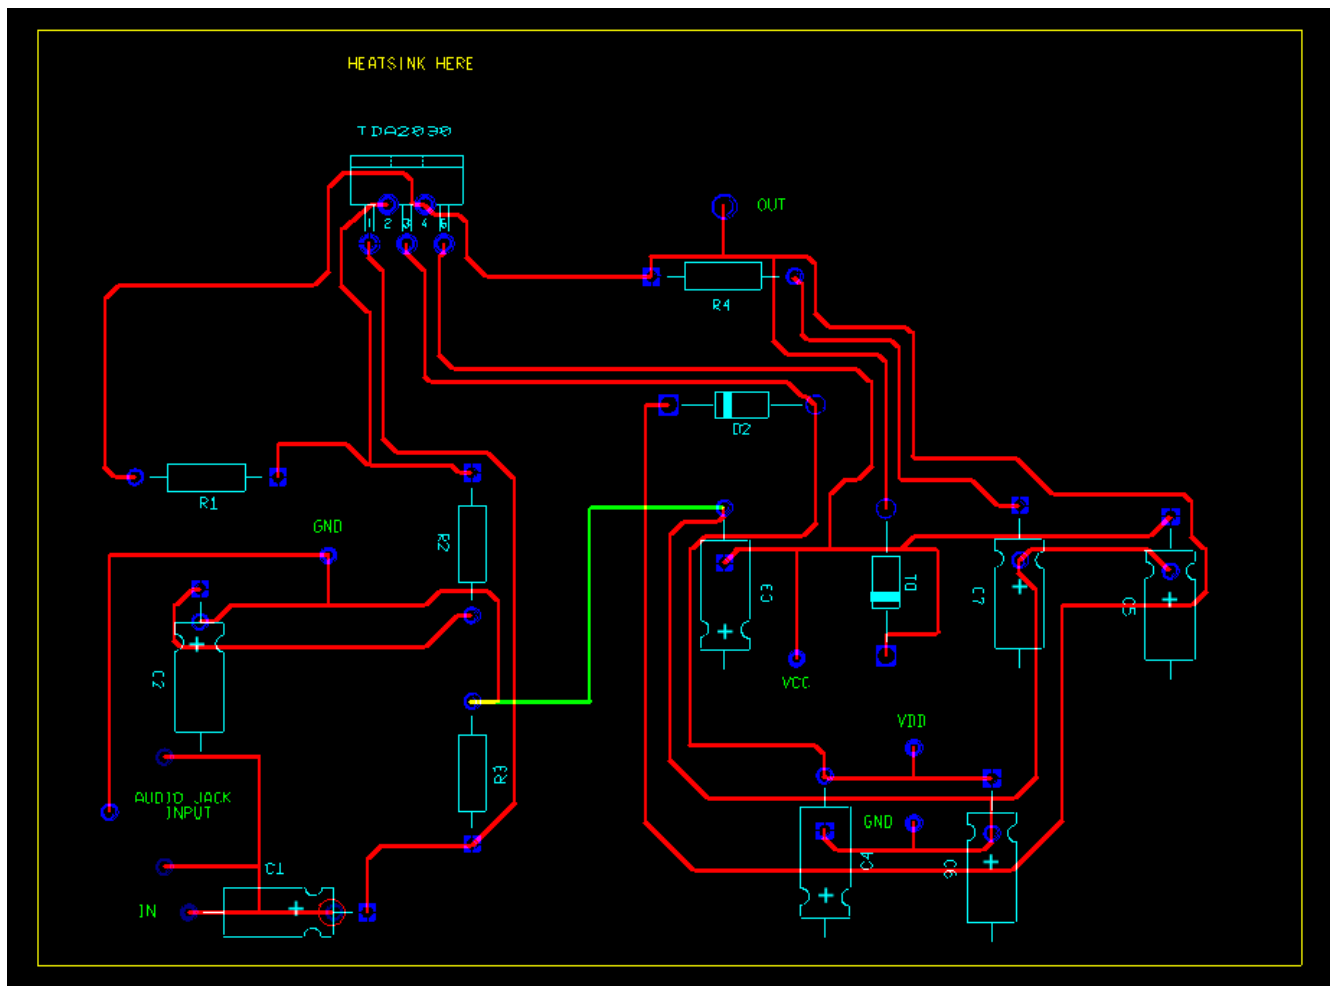 HEATSINK HERE
TDA2030
1 2 3 4 5
OUT
R4
D2
R1
GND
R2
C3
C7
C5
C2
VCC
VDD
R3
AUDIO JACK
INPUT
GND
C4
C6
C1
IN